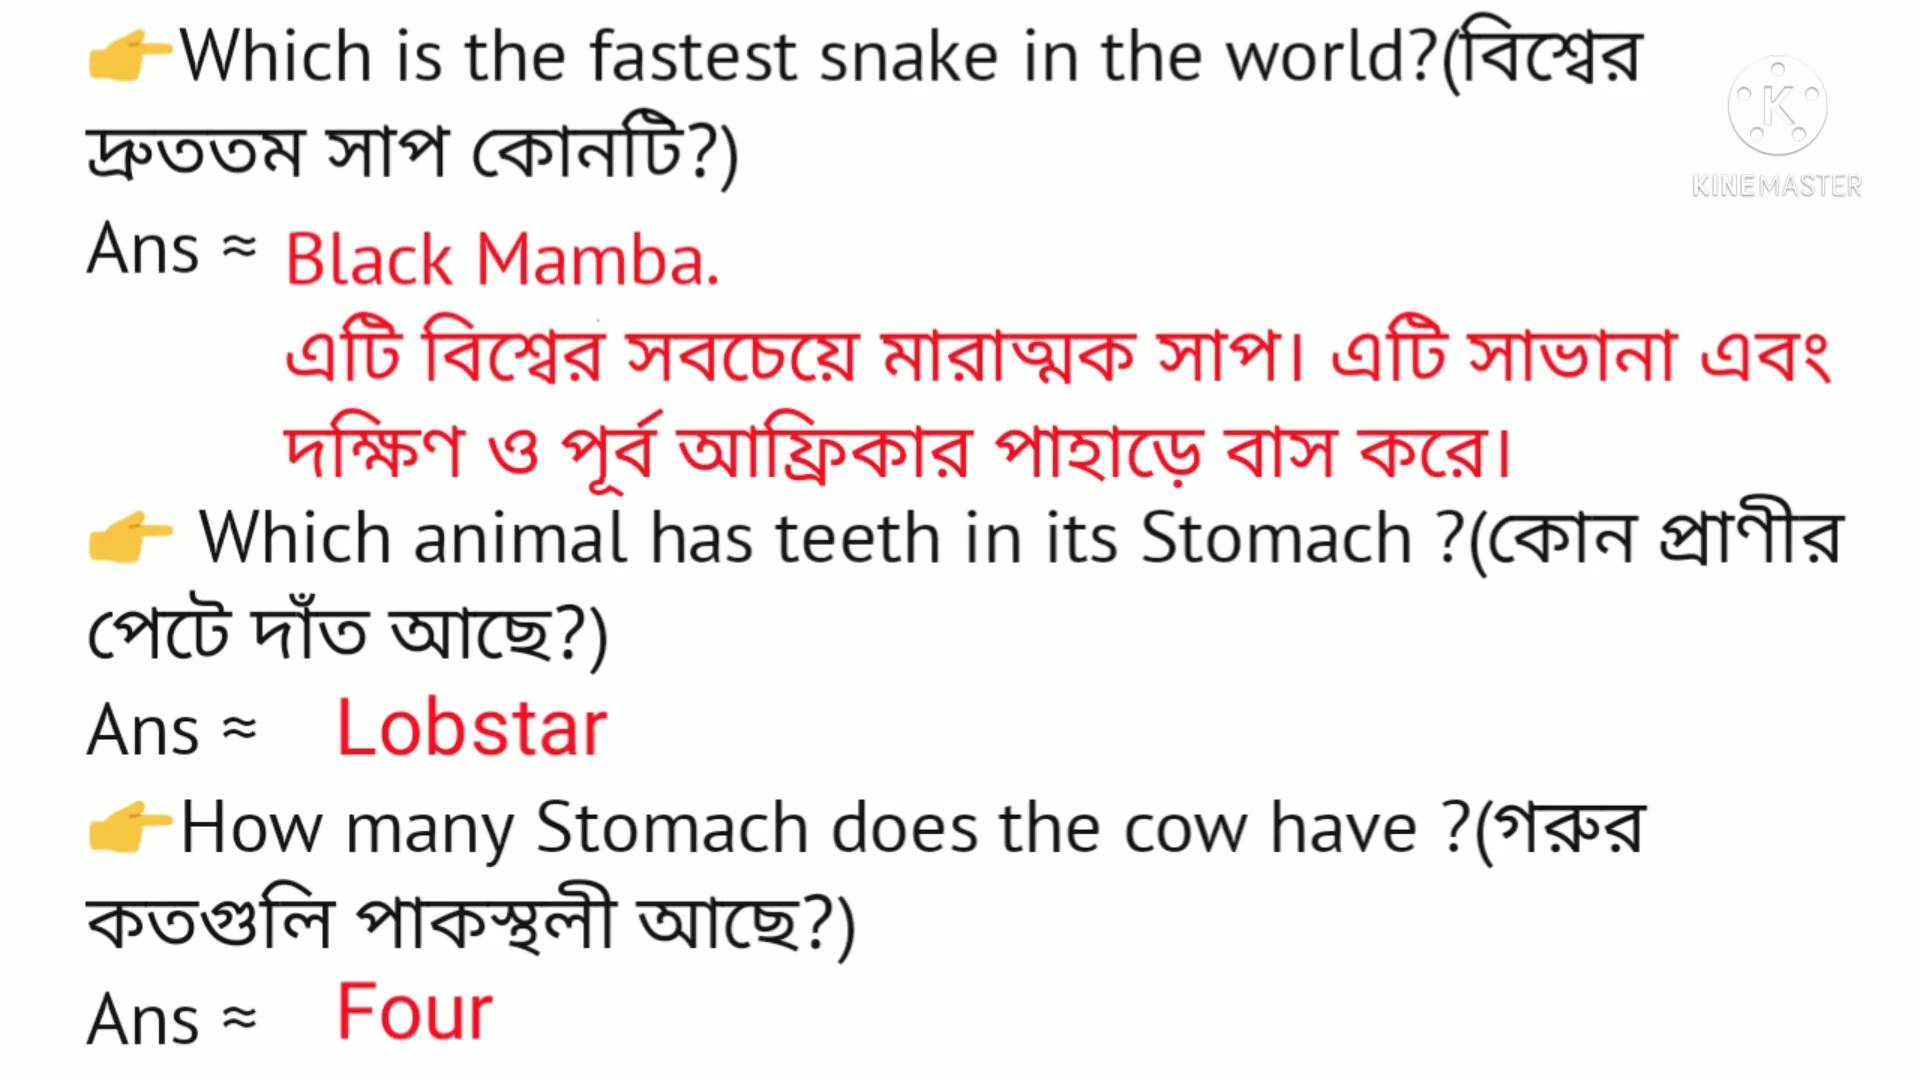 👉Which is the fastest snake in the world?(বিশ্বের
দ্রুততম সাপ কোনটি?)
Ans ≈ Black Mamba.
এটি বিশ্বের সবচেয়ে মারাত্মক সাপ। এটি সাভানা এবং
দক্ষিণ ও পূর্ব আফ্রিকার পাহাড়ে বাস করে।
👉 Which animal has teeth in its Stomach ?(কোন প্রাণীর
পেটে দাঁত আছে?)
Ans ≈ Lobstar
👉How many Stomach does the cow have ?(গরুর
কতগুলি পাকস্থলী আছে?)
Ans ≈ Four
K
KINEMASTER